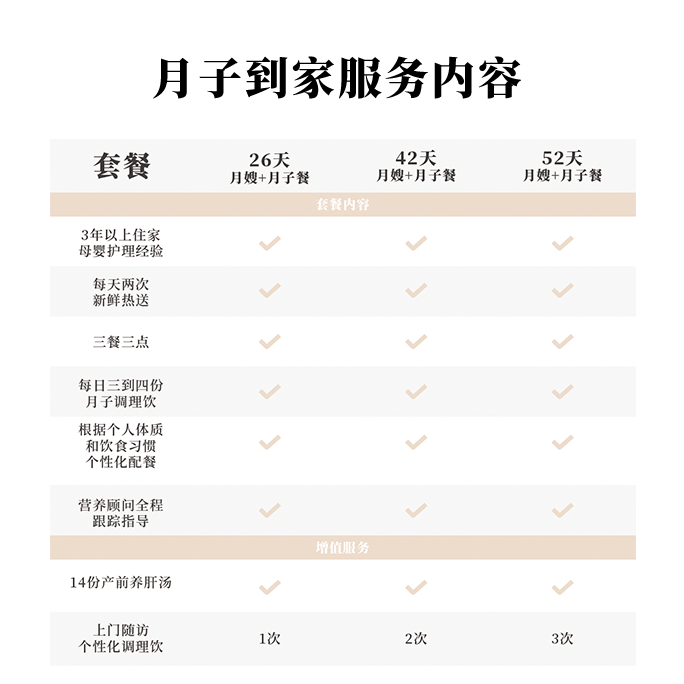 月子到家服务内容
套餐
26天
月嫂+月子餐
42天
月嫂+月子餐
52天
月嫂+月子餐
套餐内容
3年以上住家
母婴护理经验
每天两次
新鲜热送
三餐三点
每日三到四份
月子调理饮
根据个人体质
和饮食习惯
个性化配餐
营养顾问全程
跟踪指导
增值服务
14份产前养肝汤
上门随访
个性化调理饮
1次
2次
3次